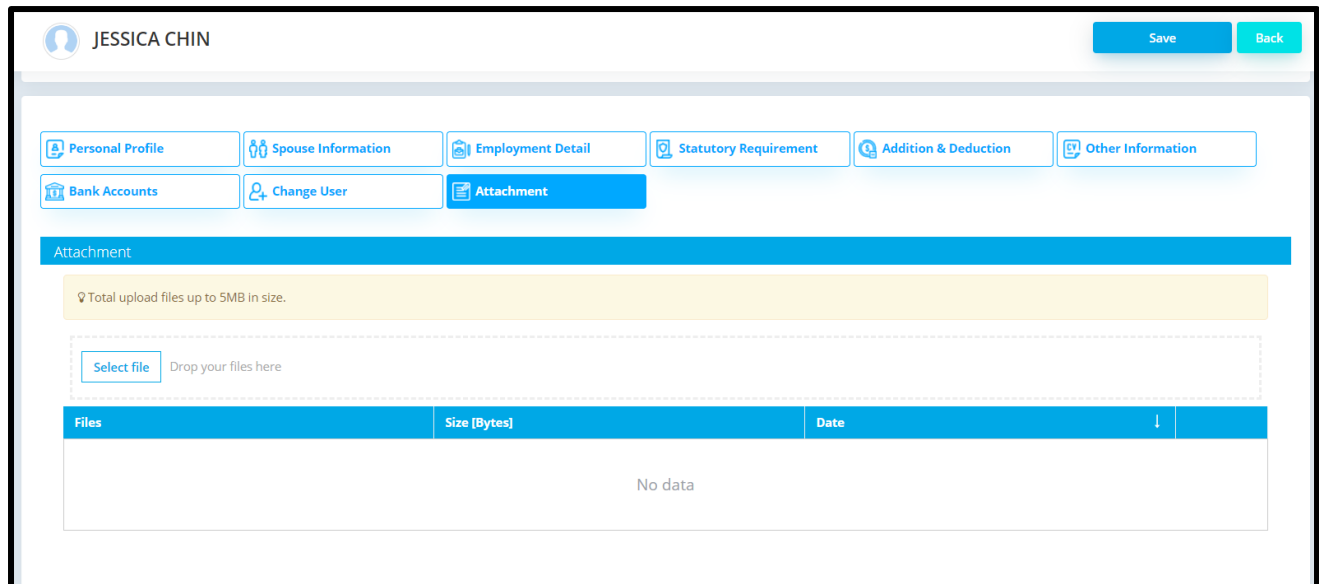 JESSICA CHIN
Save
Back
Personal Profile
Spouse Information
Employment Detail
Statutory Requirement
Addition & Deduction
Other Information
Bank Accounts
Change User
Attachment
Attachment
Total upload files up to 5MB in size.
Select file
Drop your files here
Files
Size [Bytes]
Date
No data